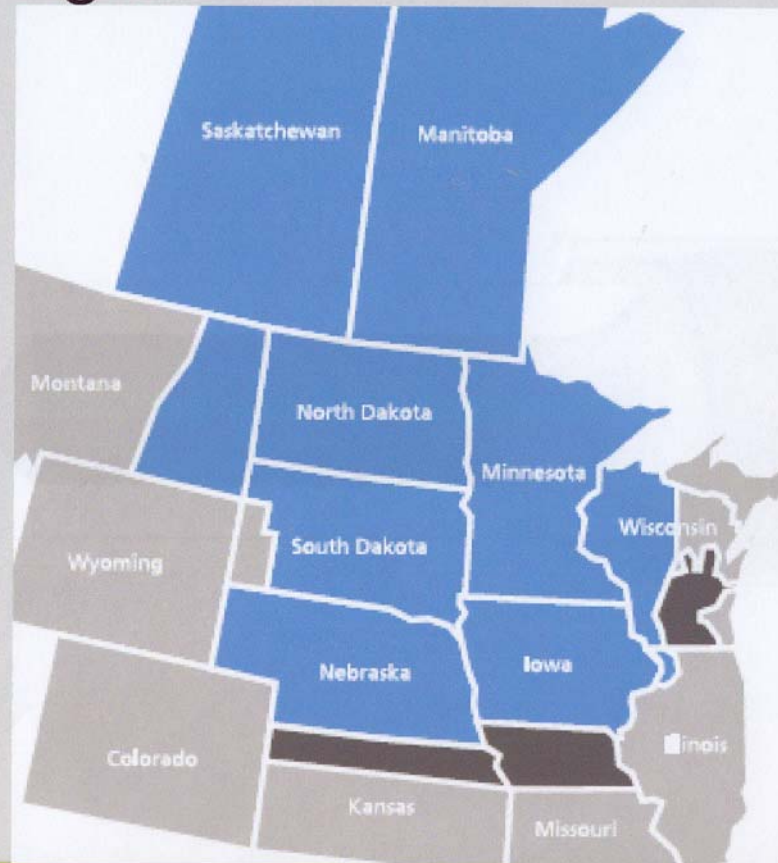 Saskatchewan
Manitoba
Montana
North Dakota
Minnesota
Wisconsin
South Dakota
Wyoming
Nebraska
Iowa
Colorado
Kansas
Missouri